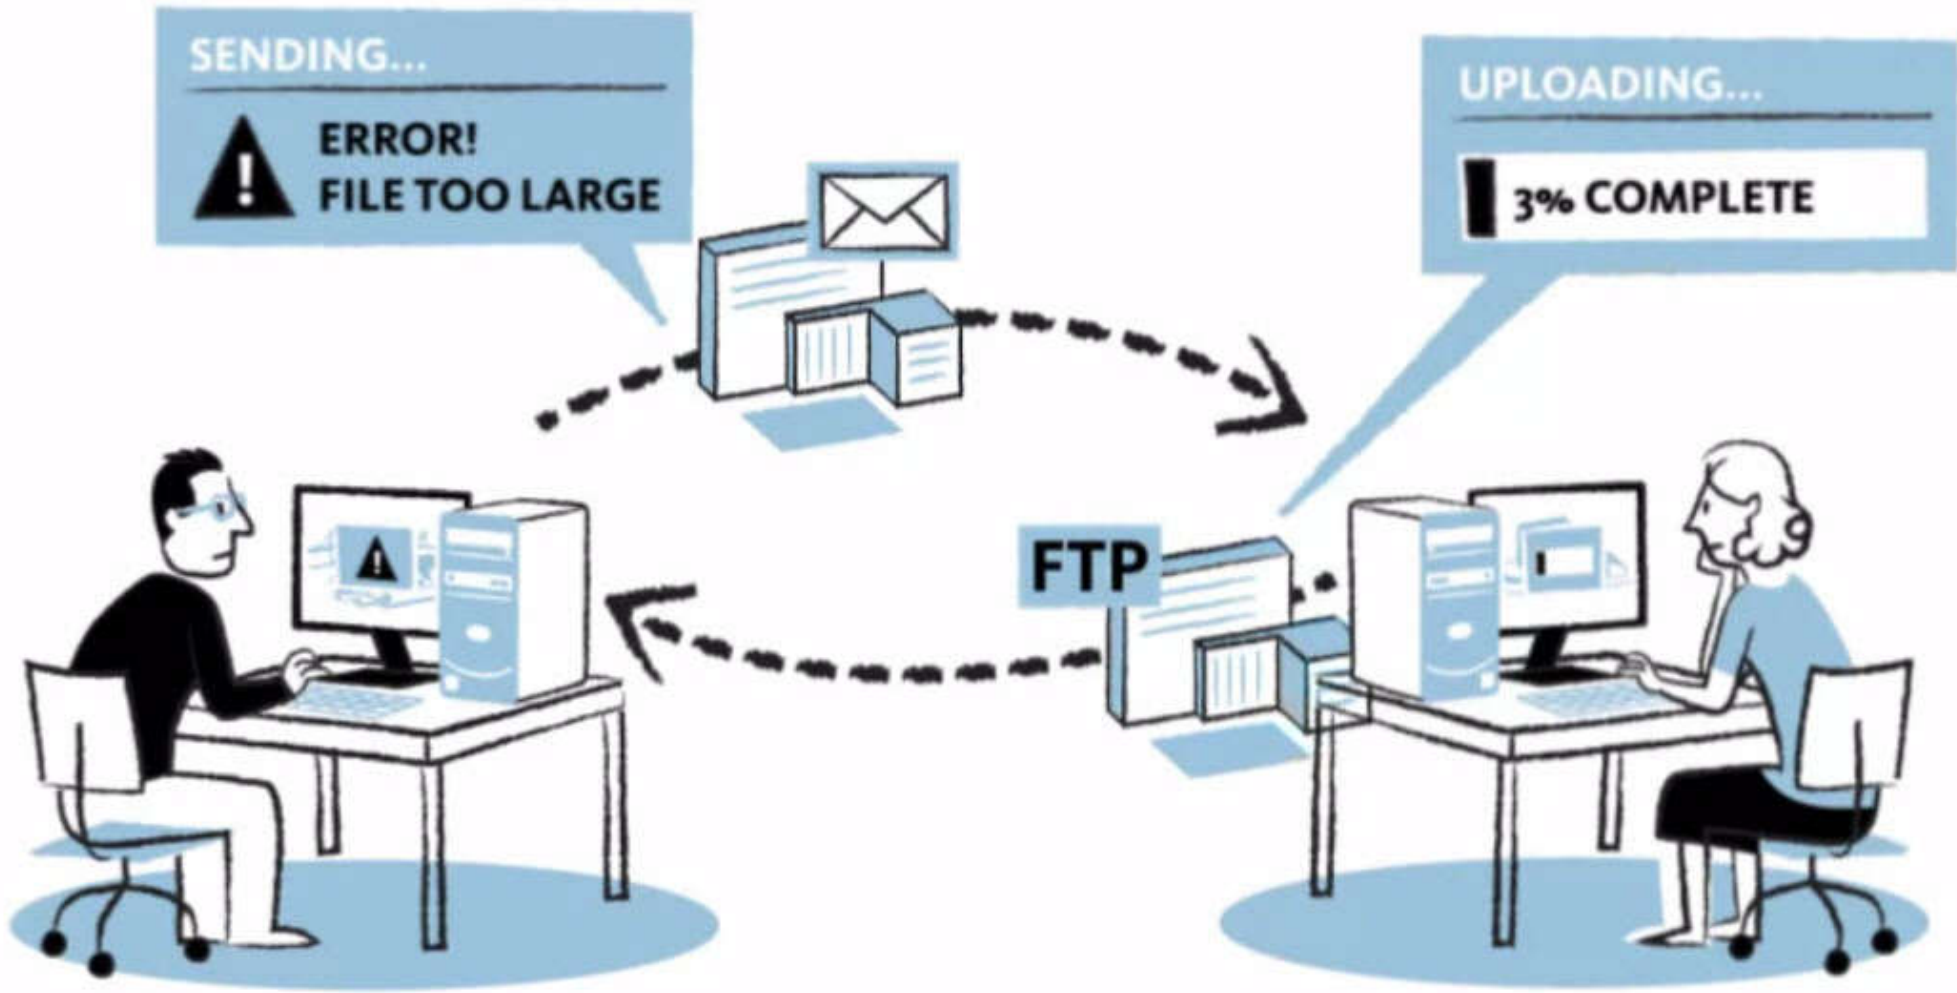 SENDING...
ERROR!
FILE TOO LARGE
UPLOADING...
3% COMPLETE
FTP